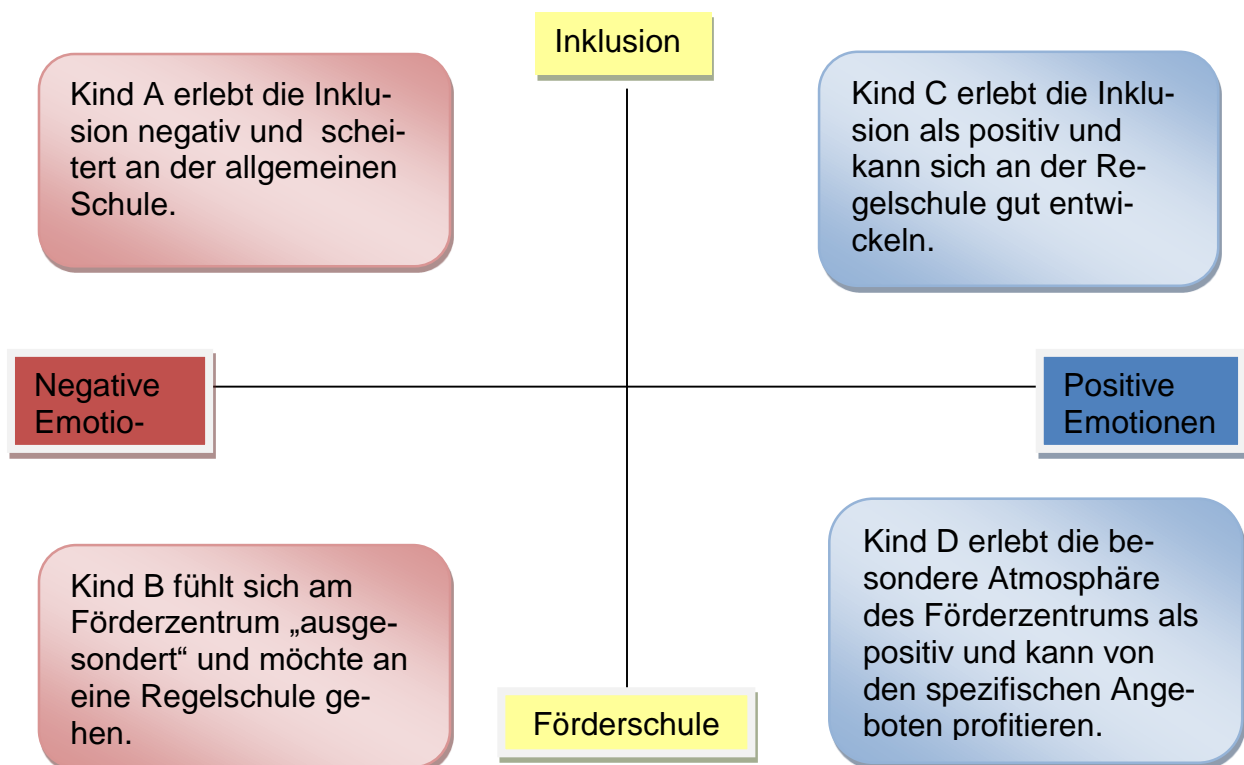 Inklusion
Kind A erlebt die Inklu-
sion negativ und schei-
tert an der allgemeinen
Schule.
Kind C erlebt die Inklu-
sion als positiv und
kann sich an der Re-
gelschule gut entwi-
ckeln.
Negative
Emotio-
Positive
Emotionen
Kind B fühlt sich am
Förderzentrum „ausge-
sondert“ und möchte an
eine Regelschule ge-
hen.
Kind D erlebt die be-
sondere Atmosphäre
des Förderzentrums als
positiv und kann von
den spezifischen Ange-
boten profitieren.
Förderschule